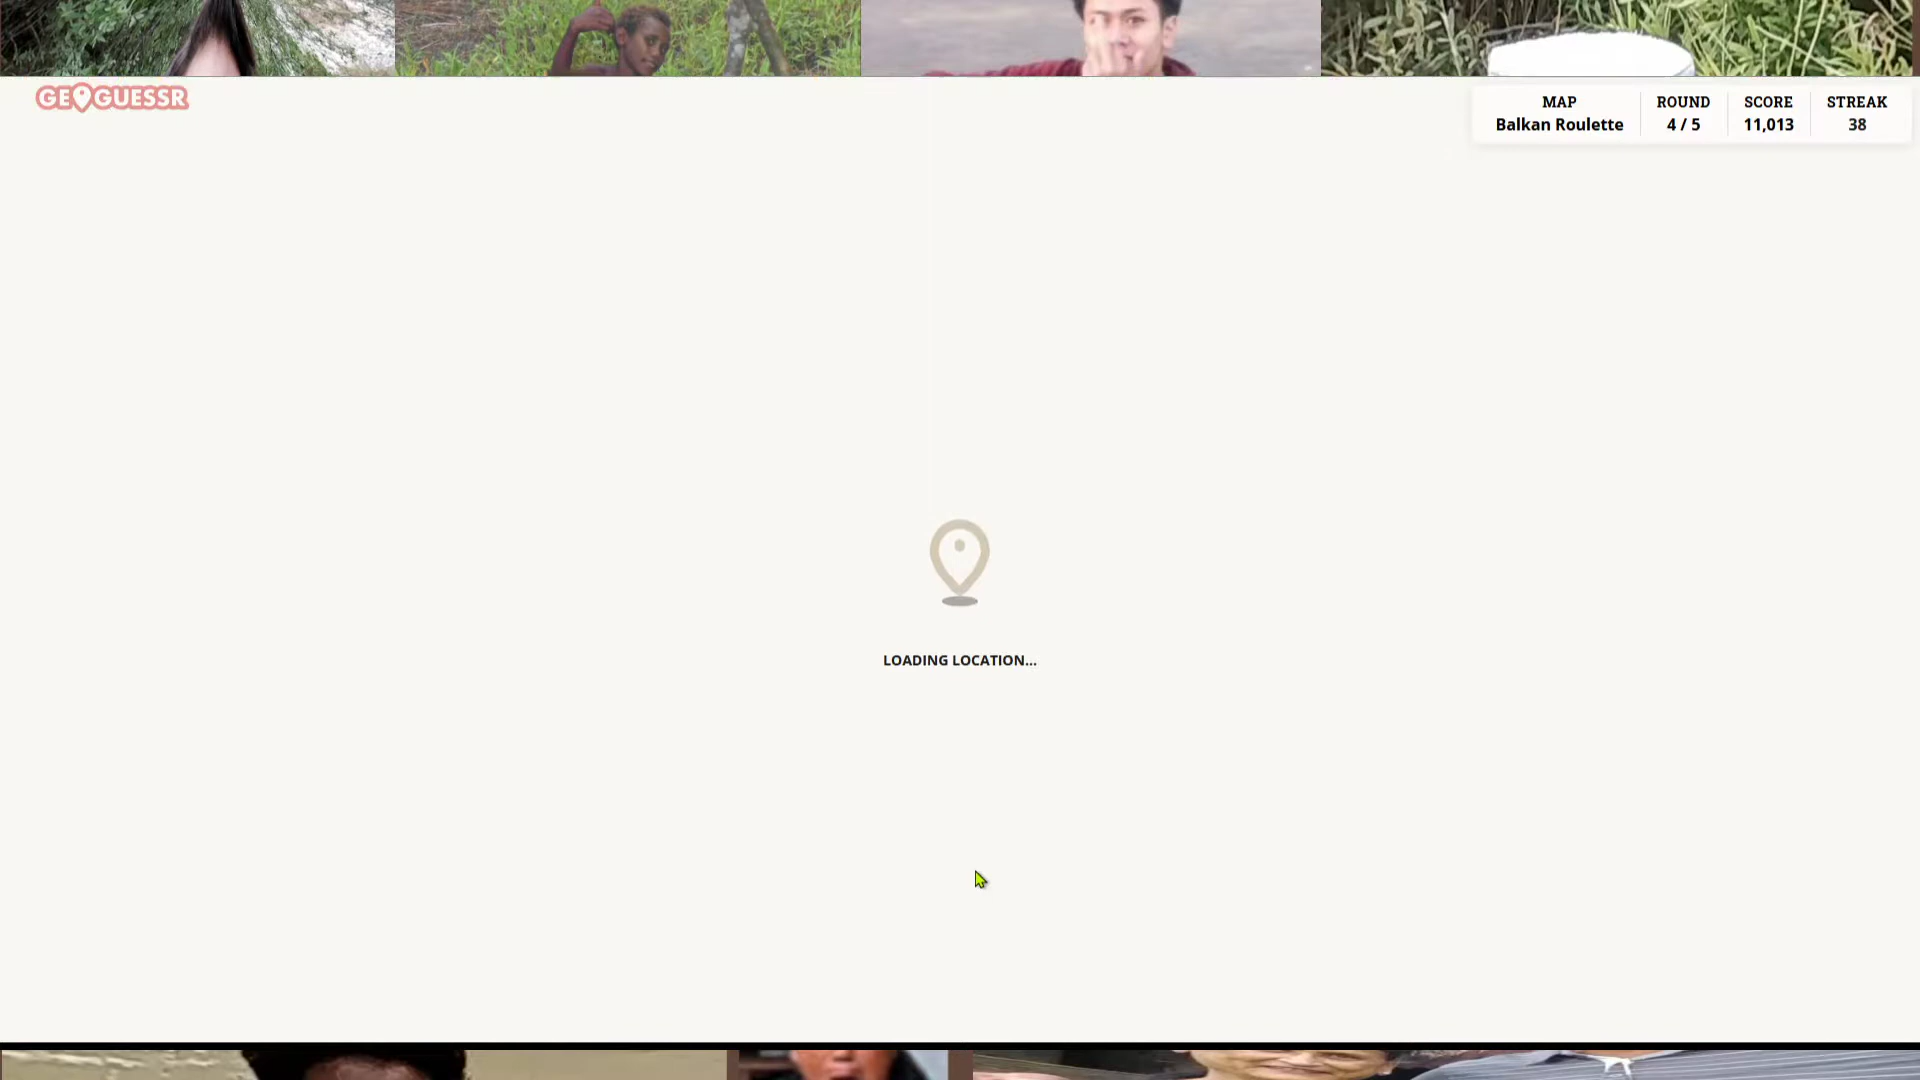 GEOGUESSR
MAP
Balkan Roulette
ROUND
4 / 5
SCORE
11,013
STREAK
38
LOADING LOCATION...